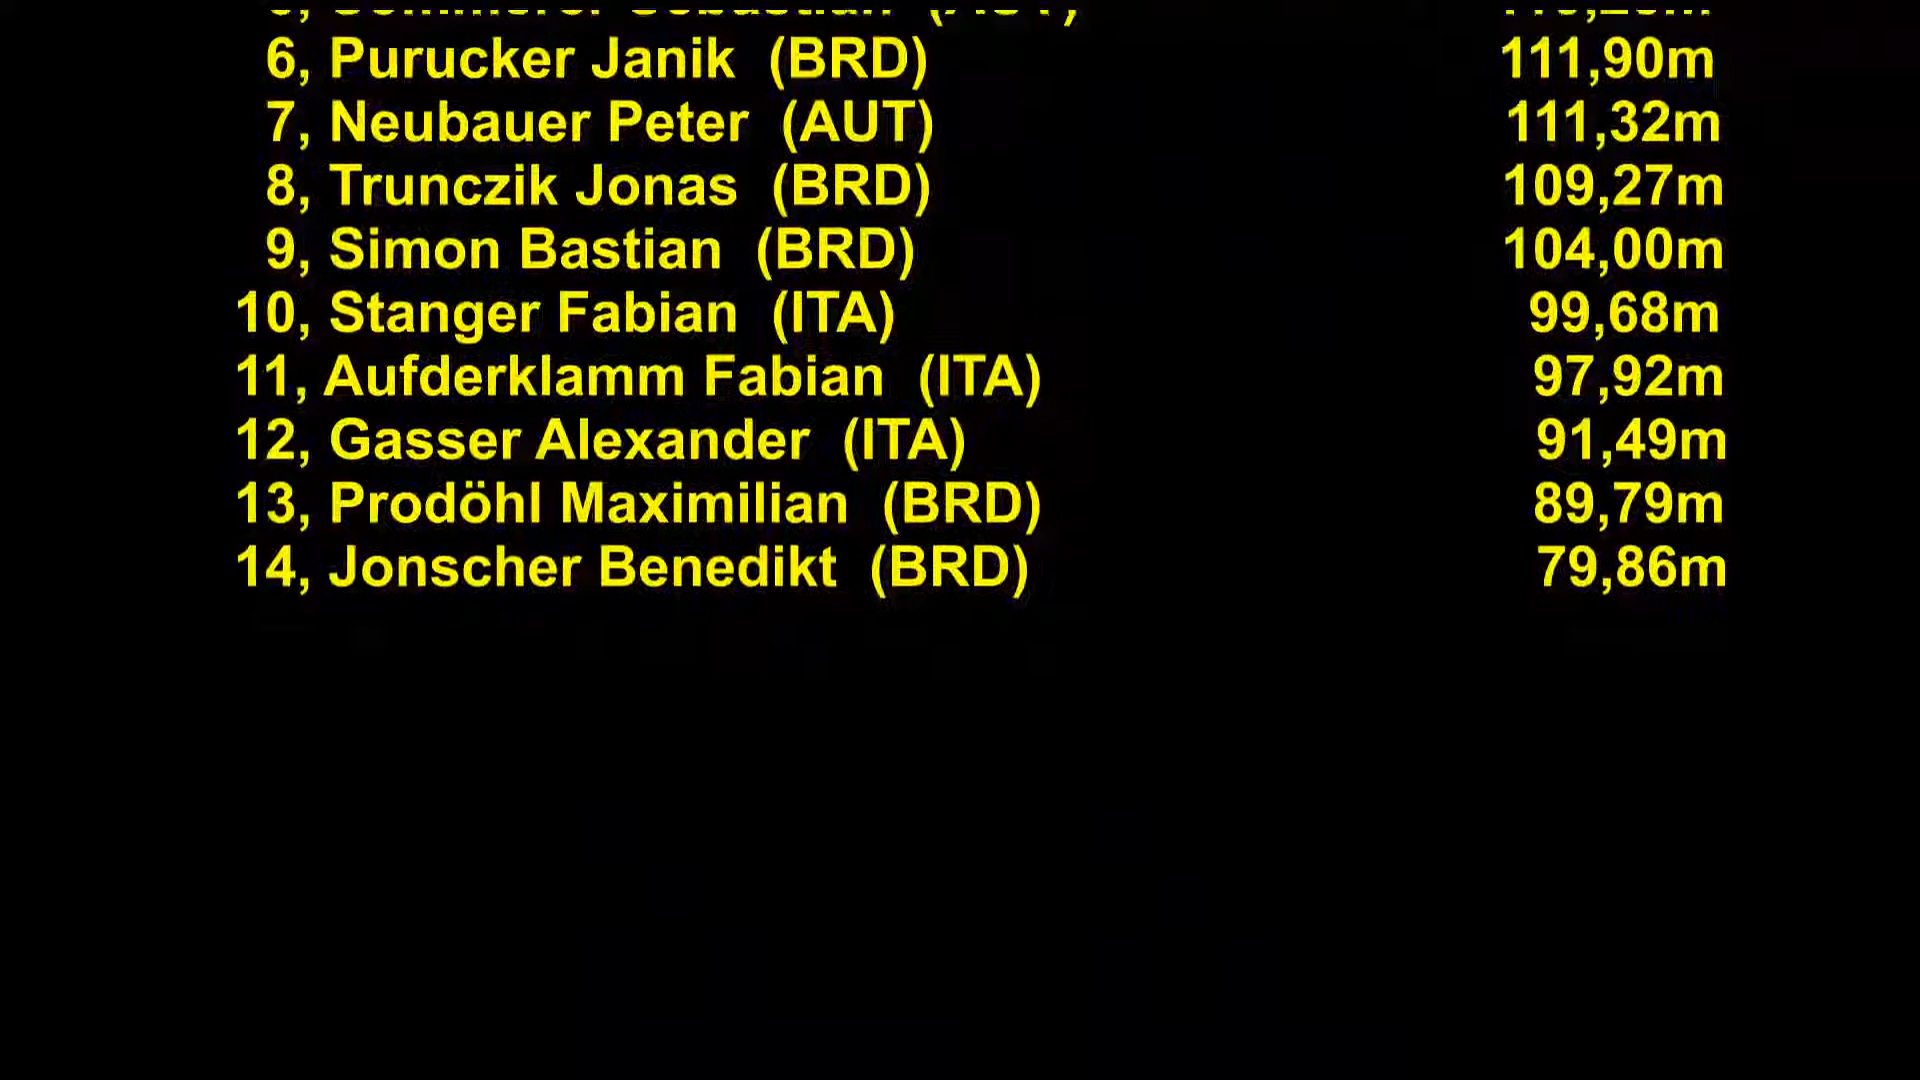 6, Purucker Janik (BRD) 111,90m
7, Neubauer Peter (AUT) 111,32m
8, Trunczik Jonas (BRD) 109,27m
9, Simon Bastian (BRD) 104,00m
10, Stanger Fabian (ITA) 99,68m
11, Aufderklamm Fabian (ITA) 97,92m
12, Gasser Alexander (ITA) 91,49m
13, Prodöhl Maximilian (BRD) 89,79m
14, Jonscher Benedikt (BRD) 79,86m